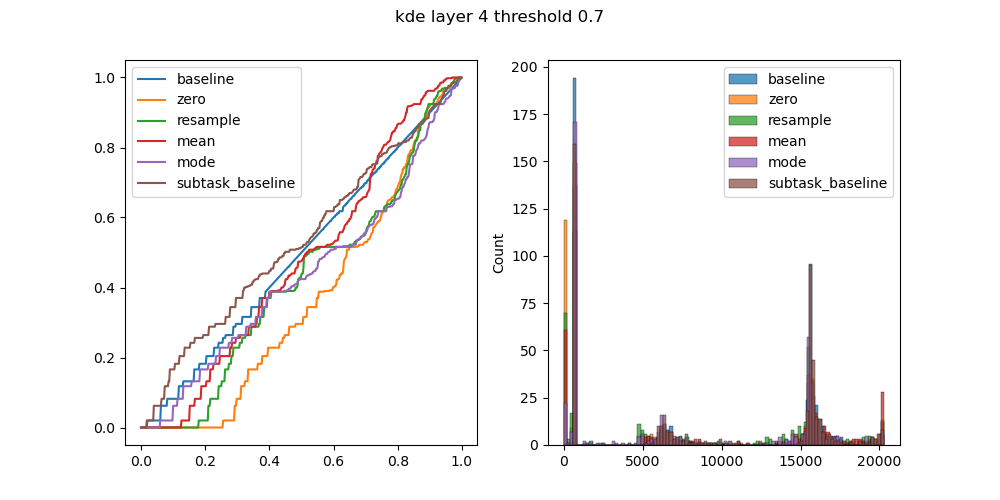 kde layer 4 threshold 0.7
baseline
zero
resample
mean
mode
subtask_baseline
1.0
0.8
0.6
0.4
0.2
0.0
0.0 0.2 0.4 0.6 0.8 1.0
baseline
zero
resample
mean
mode
subtask_baseline
200
175
150
125
100
75
50
25
0
Count
0 5000 10000 15000 20000